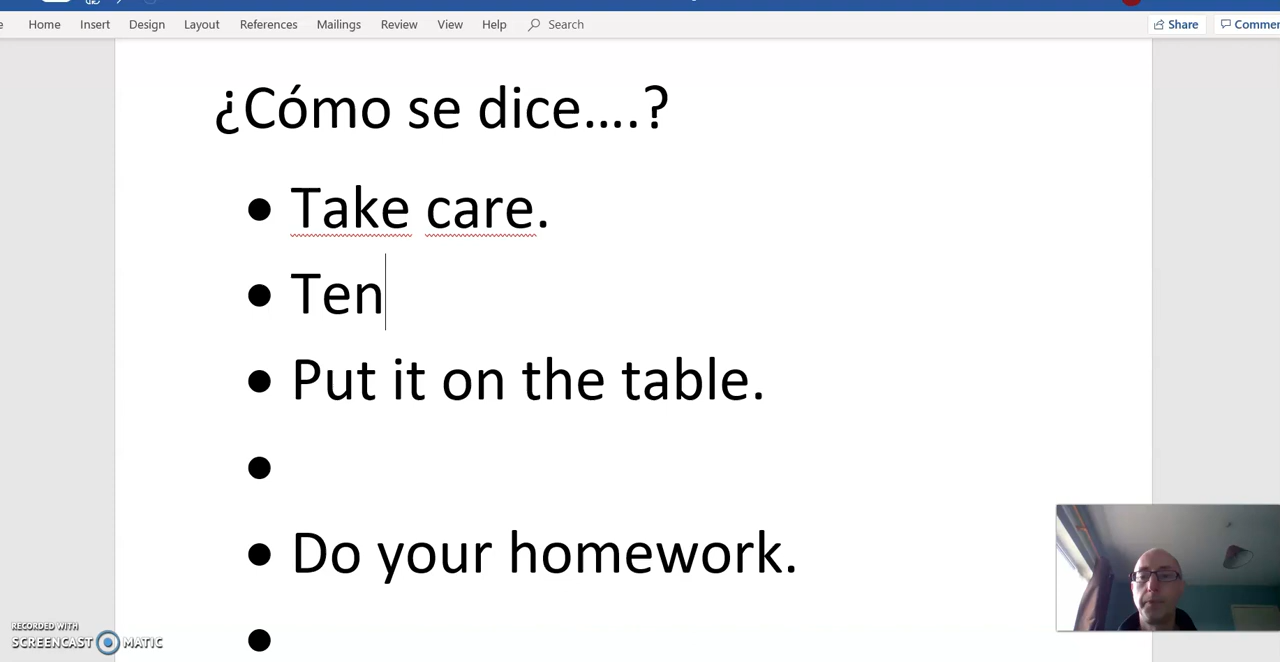 Home Insert Design Layout References Mailings Review View Help Search Share
¿Cómo se dice....?
• Take care.
• Ten
• Put it on the table.
•
• Do your homework.
•
RECORDED WITH
SCREENCAST MATIC